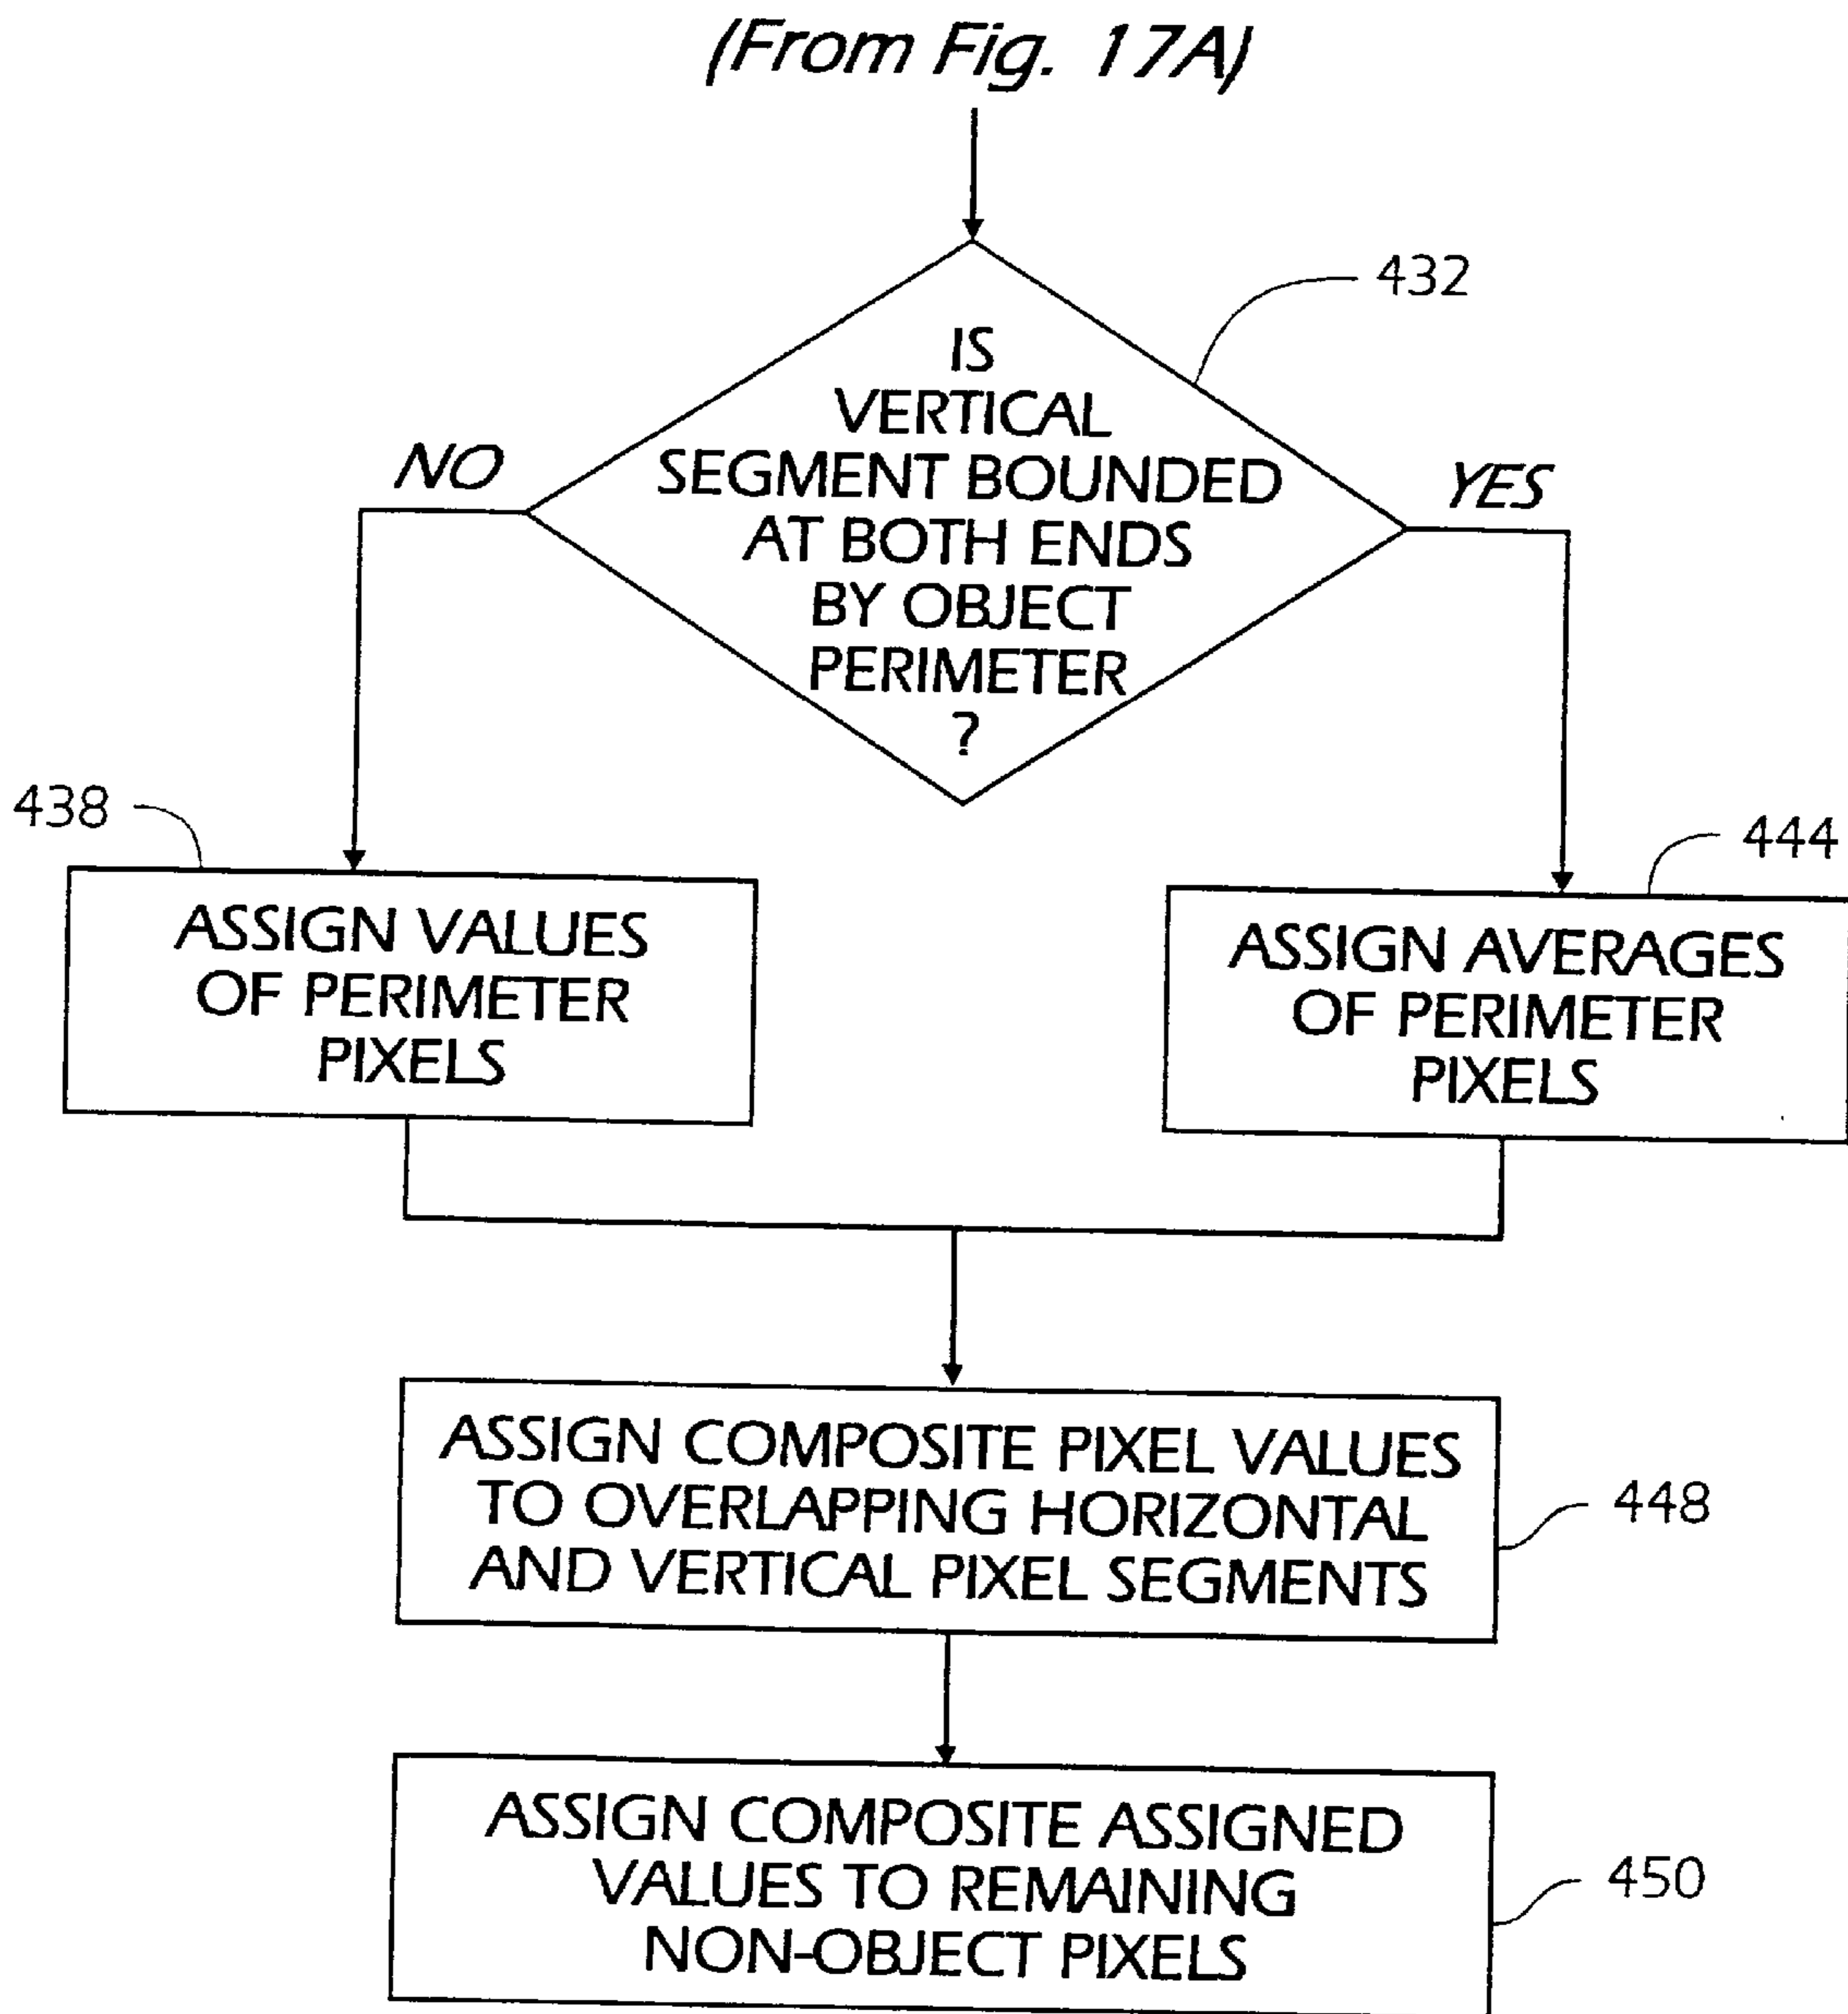 (From Fig. 17A)
432
IS
VERTICAL
SEGMENT BOUNDED
AT BOTH ENDS
BY OBJECT
PERIMETER
?
NO
YES
438
ASSIGN VALUES
OF PERIMETER
PIXELS
444
ASSIGN AVERAGES
OF PERIMETER
PIXELS
ASSIGN COMPOSITE PIXEL VALUES
TO OVERLAPPING HORIZONTAL
AND VERTICAL PIXEL SEGMENTS
448
ASSIGN COMPOSITE ASSIGNED
VALUES TO REMAINING
NON-OBJECT PIXELS
450